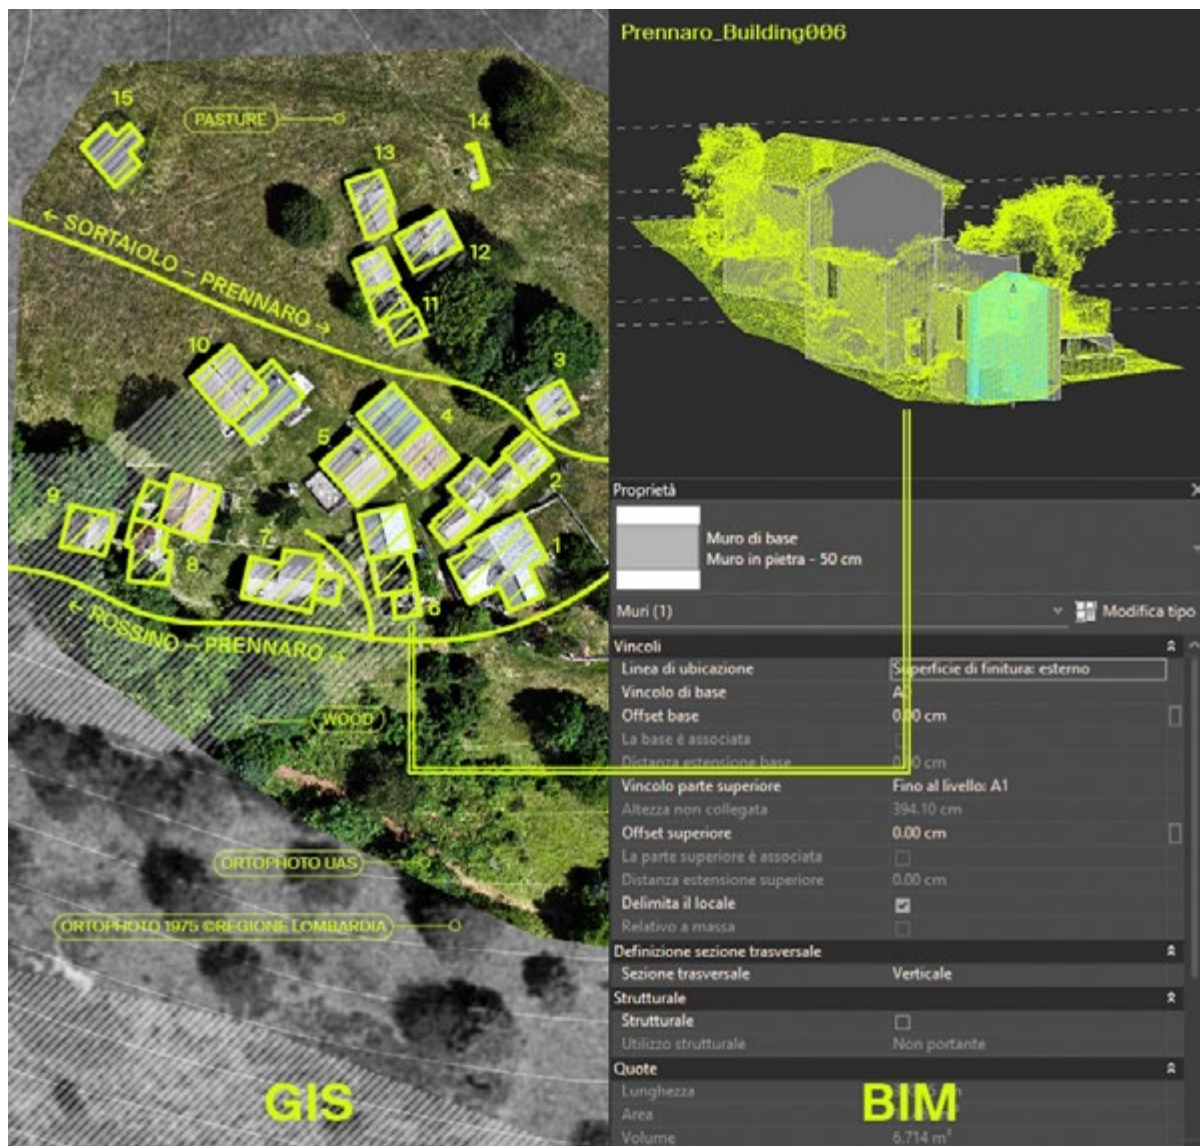 15
PASTURE
14
13
← SORTAIOLO – PRENNARO →
12
11
10
3
4
5
2
9
1
7
8
6
← ROSSINO – PRENNARO →
WOOD
ORTOPHOTO UAS
ORTOPHOTO 1975 ©REGIONE LOMBARDIA
GIS
Prennaro_Building006
Proprietà
Muro di base
Muro in pietra - 50 cm
Muri (1)
Modifica tipo
Vincoli
Linea di ubicazione Superficie di finitura: esterno
Vincolo di base
Offset base 0.00 cm
La base è associata
Distanza estensione base 0.00 cm
Vincolo parte superiore Fino al livello: A1
Altezza non collegata 394.10 cm
Offset superiore 0.00 cm
La parte superiore è associata
Distanza estensione superiore 0.00 cm
Delimita il locale
Relativo a massa
Definizione sezione trasversale
Sezione trasversale Verticale
Strutturale
Strutturale
Utilizzo strutturale Non portante
Quote
Lunghezza
Area
Volume 6.714 m³
BIM